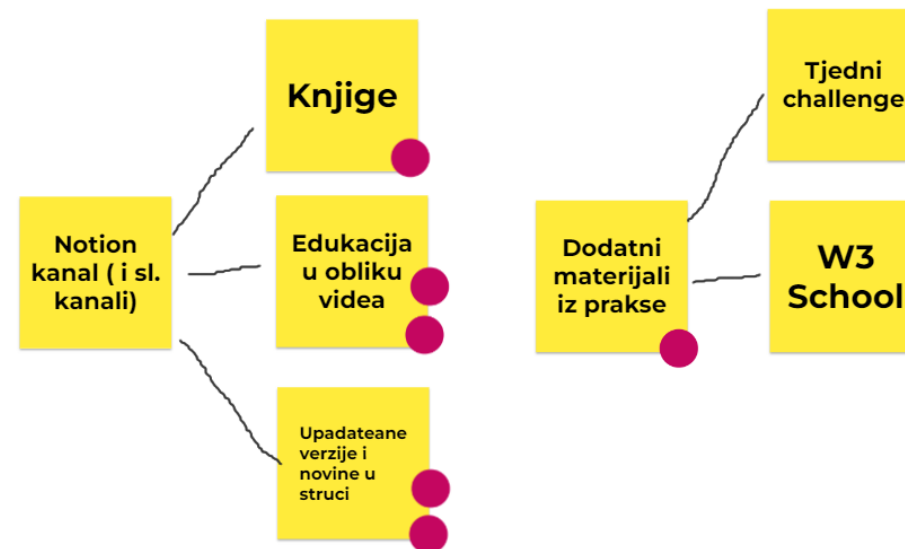 Knjige
Notion
kanal ( i sl.
kanali)
Edukacija
u obliku
videa
Upadateane
verzije i
novine u
struci
Tjedni
challenge
Dodatni
materijali
iz prakse
W3
School